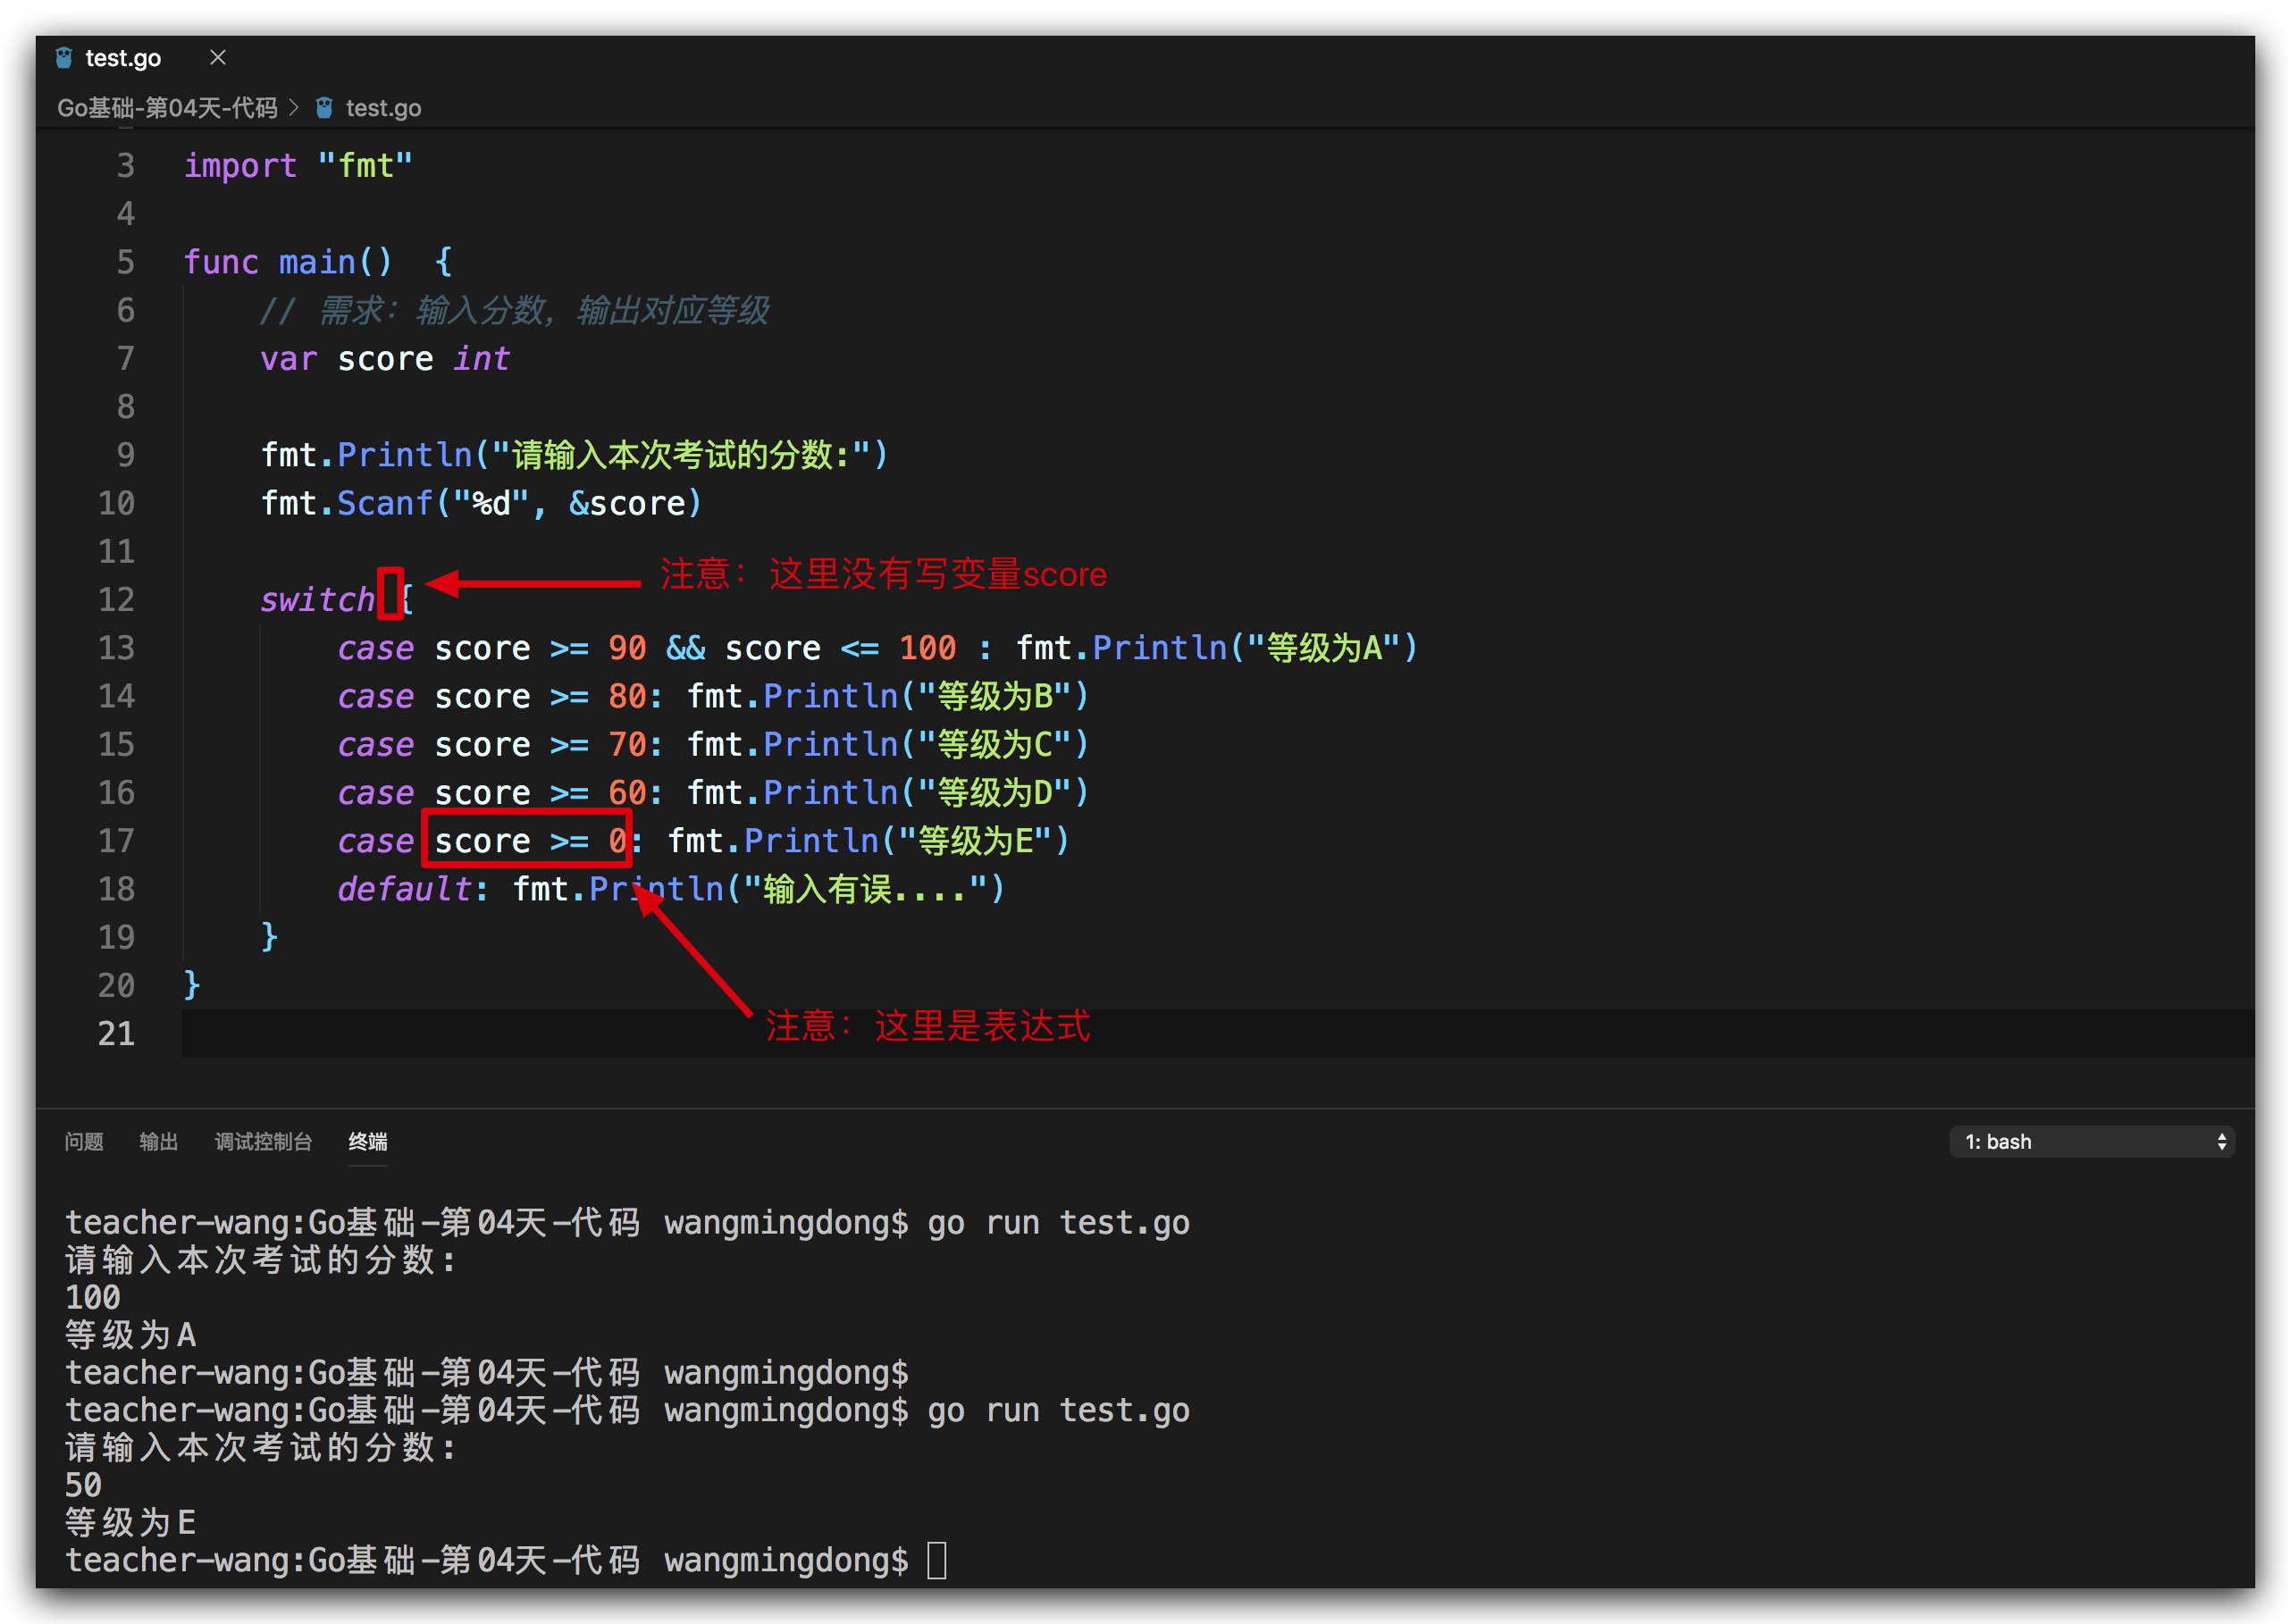 test.go
Go基础-第04天-代码 > test.go
3 import "fmt"
4
5 func main()  {
6 // 需求：输入分数，输出对应等级
7 var score int
8
9 fmt.Println("请输入本次考试的分数:")
10 fmt.Scanf("%d", &score)
11
注意：这里没有写变量score
12 switch {
13 case score >= 90 && score <= 100 : fmt.Println("等级为A")
14 case score >= 80: fmt.Println("等级为B")
15 case score >= 70: fmt.Println("等级为C")
16 case score >= 60: fmt.Println("等级为D")
17 case score >= 0: fmt.Println("等级为E")
18 default: fmt.Println("输入有误....")
19 }
20 }
注意：这里是表达式
21
问题 输出 调试控制台 终端 1: bash
teacher-wang:Go基础-第04天-代码 wangmingdong$ go run test.go
请输入本次考试的分数:
100
等级为A
teacher-wang:Go基础-第04天-代码 wangmingdong$
teacher-wang:Go基础-第04天-代码 wangmingdong$ go run test.go
请输入本次考试的分数:
50
等级为E
teacher-wang:Go基础-第04天-代码 wangmingdong$